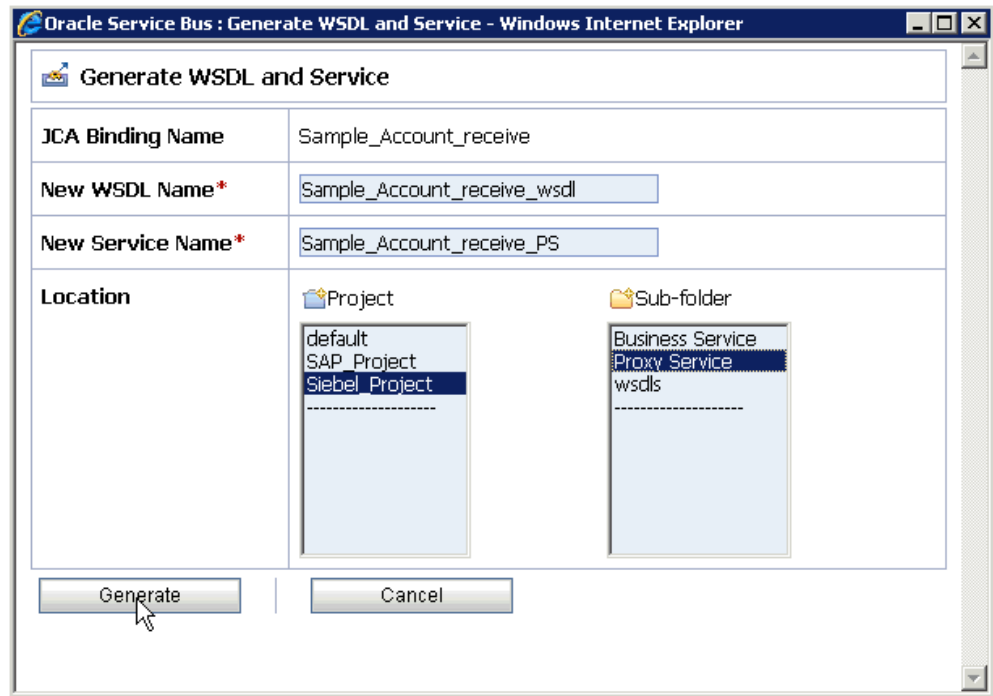 Oracle Service Bus : Generate WSDL and Service - Windows Internet Explorer
Generate WSDL and Service
JCA Binding Name Sample_Account_receive
New WSDL Name* Sample_Account_receive_wsdl
New Service Name* Sample_Account_receive_PS
Location Project Sub-folder
default Business Service
SAP_Project Proxy Service
Siebel_Project wsdls
-------------------- --------------------
Generate Cancel